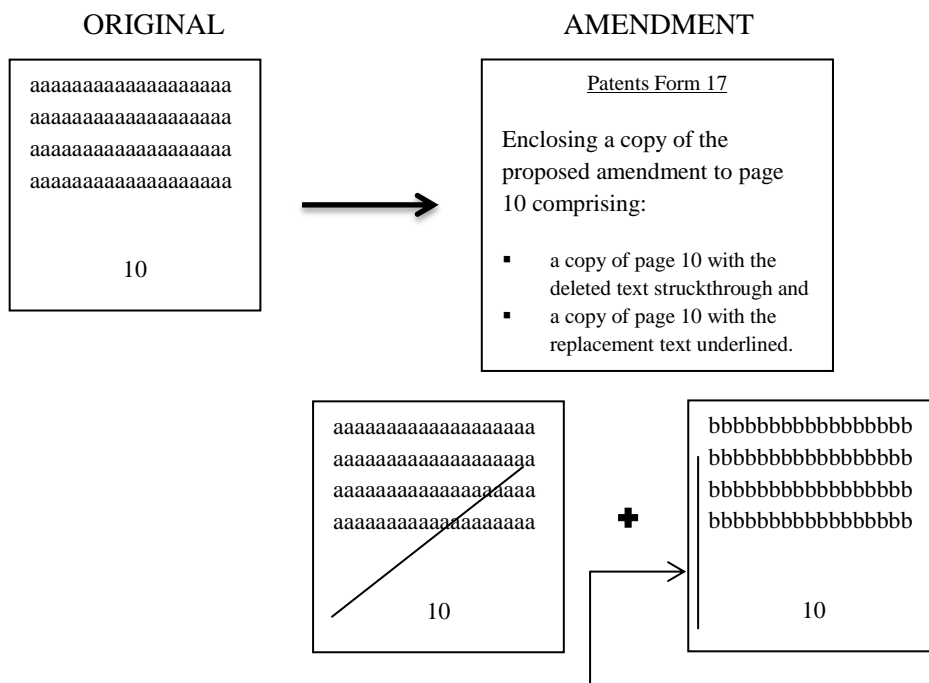 ORIGINAL
AMENDMENT
aaaaaaaaaaaaaaaaaaa
aaaaaaaaaaaaaaaaaaa
aaaaaaaaaaaaaaaaaaa
aaaaaaaaaaaaaaaaaaa
10
Patents Form 17
Enclosing a copy of the
proposed amendment to page
10 comprising:
▪ a copy of page 10 with the
deleted text struckthrough and
▪ a copy of page 10 with the
replacement text underlined.
aaaaaaaaaaaaaaaaaaa
aaaaaaaaaaaaaaaaaaa
aaaaaaaaaaaaaaaaaaa
aaaaaaaaaaaaaaaaaaa
10
bbbbbbbbbbbbbbbbb
bbbbbbbbbbbbbbbbb
bbbbbbbbbbbbbbbbb
bbbbbbbbbbbbbbbbb
10